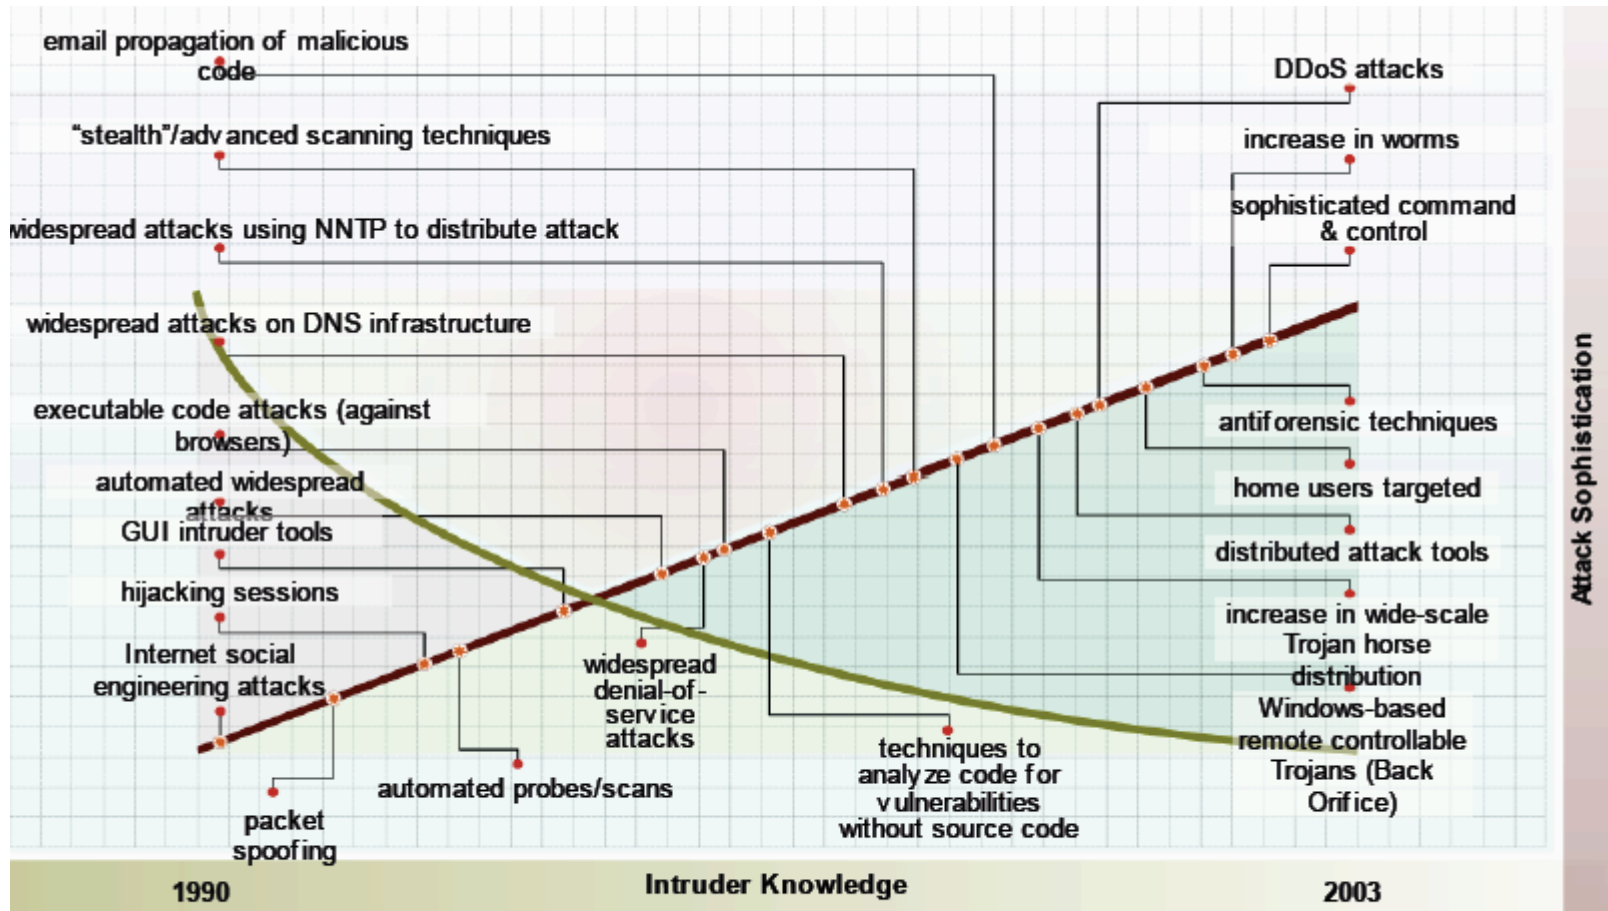 email propagation of malicious
code
“stealth”/advanced scanning techniques
widespread attacks using NNTP to distribute attack
widespread attacks on DNS infrastructure
executable code attacks (against
browsers)
automated widespread
attacks
GUI intruder tools
hijacking sessions
Internet social
engineering attacks
packet
spoofing
automated probes/scans
widespread
denial-of-
service
attacks
techniques to
analyze code for
vulnerabilities
without source code
DDoS attacks
increase in worms
sophisticated command
& control
antiforensic techniques
home users targeted
distributed attack tools
increase in wide-scale
Trojan horse
distribution
Windows-based
remote controllable
Trojans (Back
Orifice)
Attack Sophistication
1990
Intruder Knowledge
2003